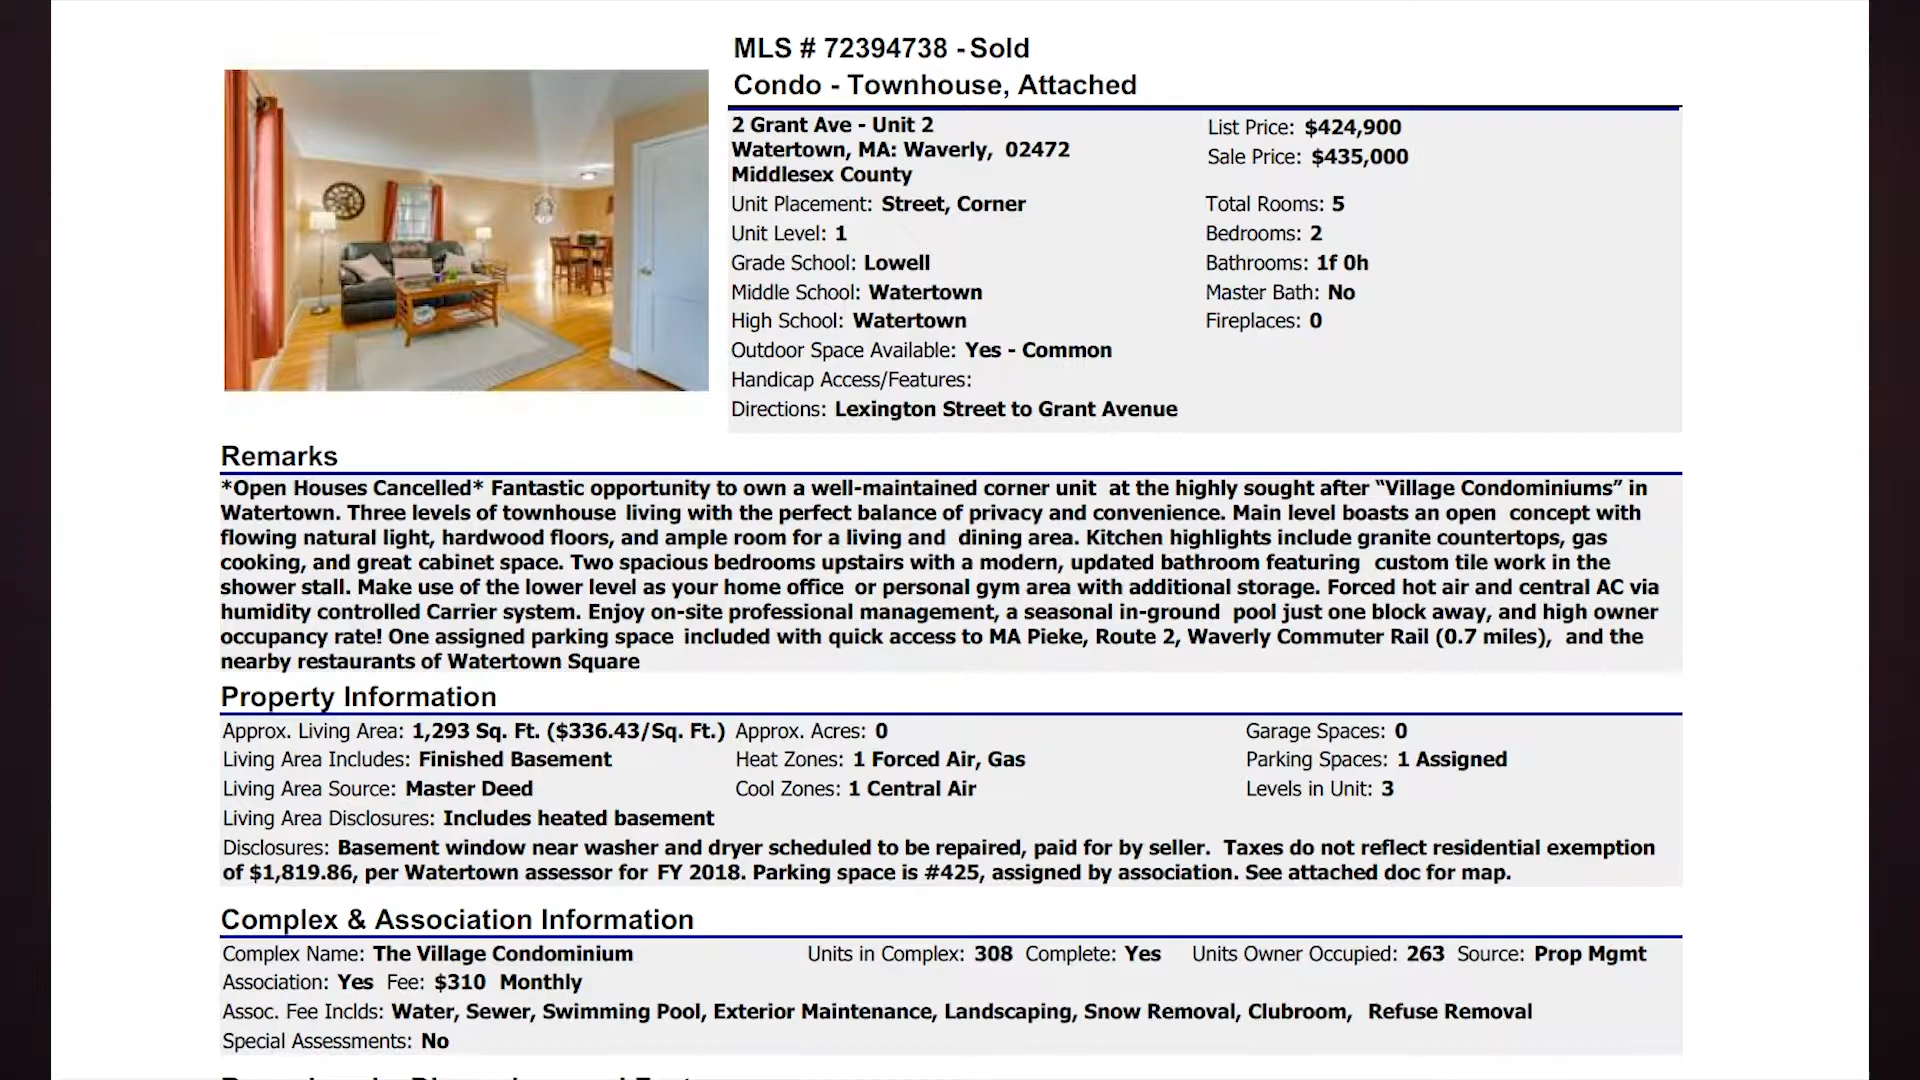 MLS # 72394738 - Sold
Condo - Townhouse, Attached
2 Grant Ave - Unit 2
Watertown, MA: Waverly, 02472
Middlesex County
List Price: $424,900
Sale Price: $435,000
Unit Placement: Street, Corner
Total Rooms: 5
Unit Level: 1
Bedrooms: 2
Grade School: Lowell
Bathrooms: 1f 0h
Middle School: Watertown
Master Bath: No
High School: Watertown
Fireplaces: 0
Outdoor Space Available: Yes - Common
Handicap Access/Features:
Directions: Lexington Street to Grant Avenue
Remarks
*Open Houses Cancelled* Fantastic opportunity to own a well-maintained corner unit at the highly sought after “Village Condominiums” in
Watertown. Three levels of townhouse living with the perfect balance of privacy and convenience. Main level boasts an open concept with
flowing natural light, hardwood floors, and ample room for a living and dining area. Kitchen highlights include granite countertops, gas
cooking, and great cabinet space. Two spacious bedrooms upstairs with a modern, updated bathroom featuring custom tile work in the
shower stall. Make use of the lower level as your home office or personal gym area with additional storage. Forced hot air and central AC via
humidity controlled Carrier system. Enjoy on-site professional management, a seasonal in-ground pool just one block away, and high owner
occupancy rate! One assigned parking space included with quick access to MA Pieke, Route 2, Waverly Commuter Rail (0.7 miles), and the
nearby restaurants of Watertown Square
Property Information
Approx. Living Area: 1,293 Sq. Ft. ($336.43/Sq. Ft.) Approx. Acres: 0 Garage Spaces: 0
Living Area Includes: Finished Basement Heat Zones: 1 Forced Air, Gas Parking Spaces: 1 Assigned
Living Area Source: Master Deed Cool Zones: 1 Central Air Levels in Unit: 3
Living Area Disclosures: Includes heated basement
Disclosures: Basement window near washer and dryer scheduled to be repaired, paid for by seller. Taxes do not reflect residential exemption
of $1,819.86, per Watertown assessor for FY 2018. Parking space is #425, assigned by association. See attached doc for map.
Complex & Association Information
Complex Name: The Village Condominium Units in Complex: 308 Complete: Yes Units Owner Occupied: 263 Source: Prop Mgmt
Association: Yes Fee: $310 Monthly
Assoc. Fee Inclds: Water, Sewer, Swimming Pool, Exterior Maintenance, Landscaping, Snow Removal, Clubroom, Refuse Removal
Special Assessments: No